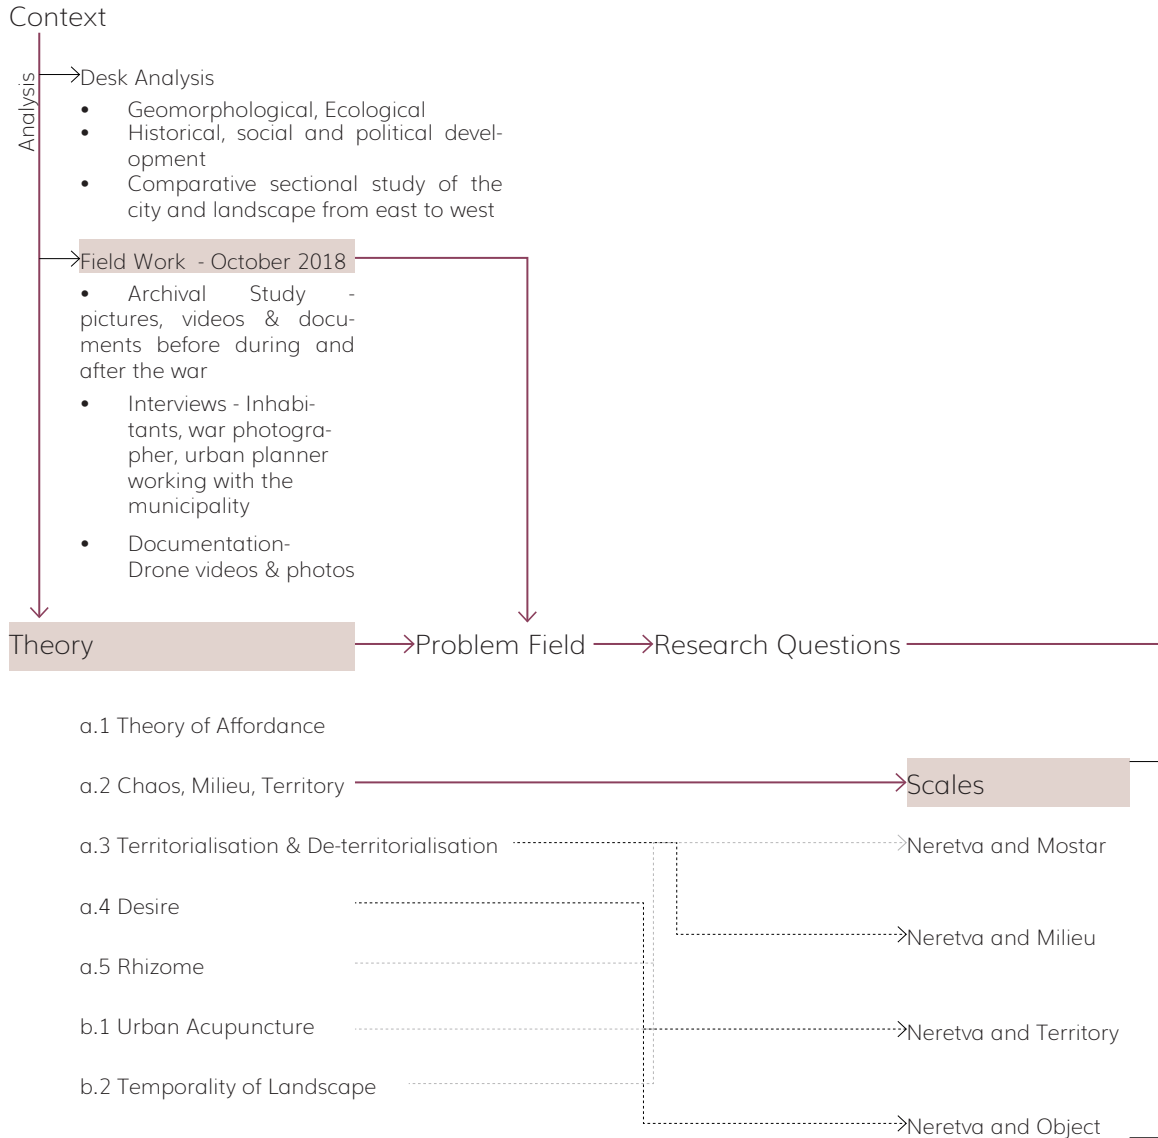 Context
Analysis
Desk Analysis
• Geomorphological, Ecological
• Historical, social and political devel-
opment
• Comparative sectional study of the
city and landscape from east to west
Field Work - October 2018
• Archival Study -
pictures, videos & docu-
ments before during and
after the war
• Interviews - Inhabi-
tants, war photogra-
pher, urban planner
working with the
municipality
• Documentation-
Drone videos & photos
Theory
Problem Field
Research Questions
a.1 Theory of Affordance
a.2 Chaos, Milieu, Territory
a.3 Territorialisation & De-territorialisation
a.4 Desire
a.5 Rhizome
b.1 Urban Acupuncture
b.2 Temporality of Landscape
Scales
Neretva and Mostar
Neretva and Milieu
Neretva and Territory
Neretva and Object